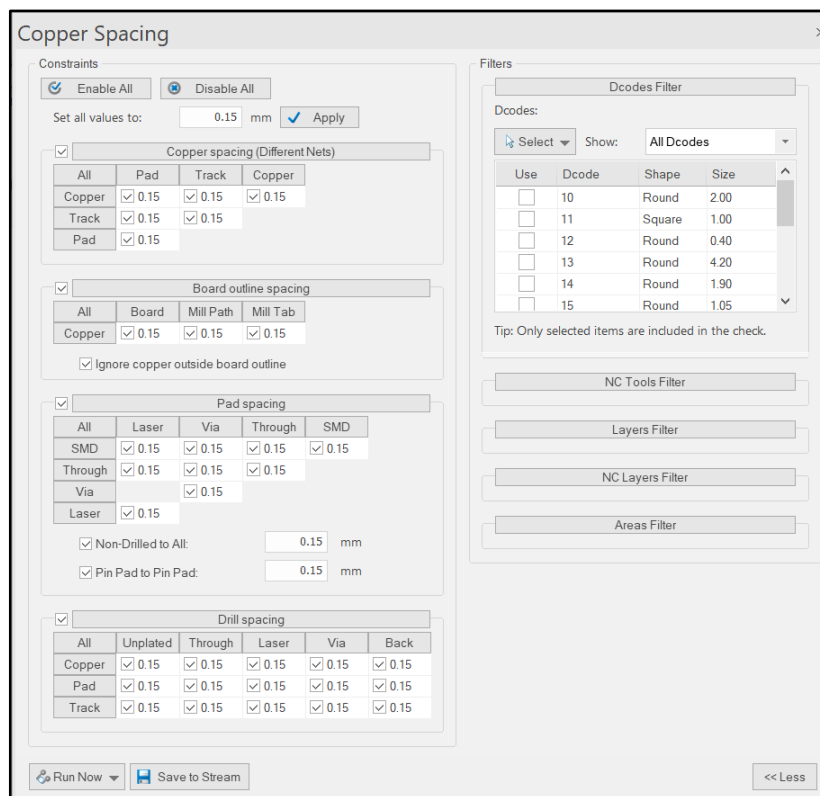 Copper Spacing
Constraints
Enable All Disable All
Set all values to: 0.15 mm Apply
Copper spacing (Different Nets)
All Pad Track Copper
Copper 0.15 0.15 0.15
Track 0.15 0.15
Pad 0.15
Board outline spacing
All Board Mill Path Mill Tab
Copper 0.15 0.15 0.15
Ignore copper outside board outline
Pad spacing
All Laser Via Through SMD
SMD 0.15 0.15 0.15 0.15
Through 0.15 0.15 0.15
Via 0.15
Laser 0.15
Non-Drilled to All: 0.15 mm
Pin Pad to Pin Pad: 0.15 mm
Drill spacing
All Unplated Through Laser Via Back
Copper 0.15 0.15 0.15 0.15 0.15
Pad 0.15 0.15 0.15 0.15 0.15
Track 0.15 0.15 0.15 0.15 0.15
Filters
Dcodes Filter
Dcodes:
Select Show: All Dcodes
Use Dcode Shape Size
10 Round 2.00
11 Square 1.00
12 Round 0.40
13 Round 4.20
14 Round 1.90
15 Round 1.05
Tip: Only selected items are included in the check.
NC Tools Filter
Layers Filter
NC Layers Filter
Areas Filter
Run Now Save to Stream << Less